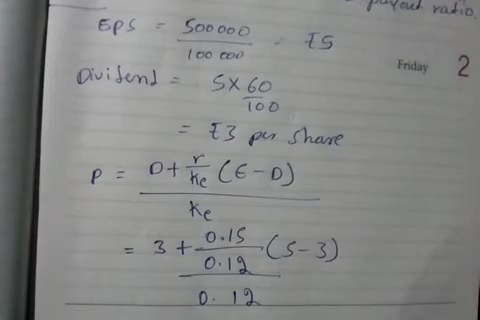 = payout ratio.
EPS = 500000 / 100000 = ₹5
Friday 2
Dividend = 5 × 60 / 100
= ₹3 per share
P = D + r/Ke (E - D) / Ke
= 3 + 0.15 / 0.12 (5 - 3) / 0.12